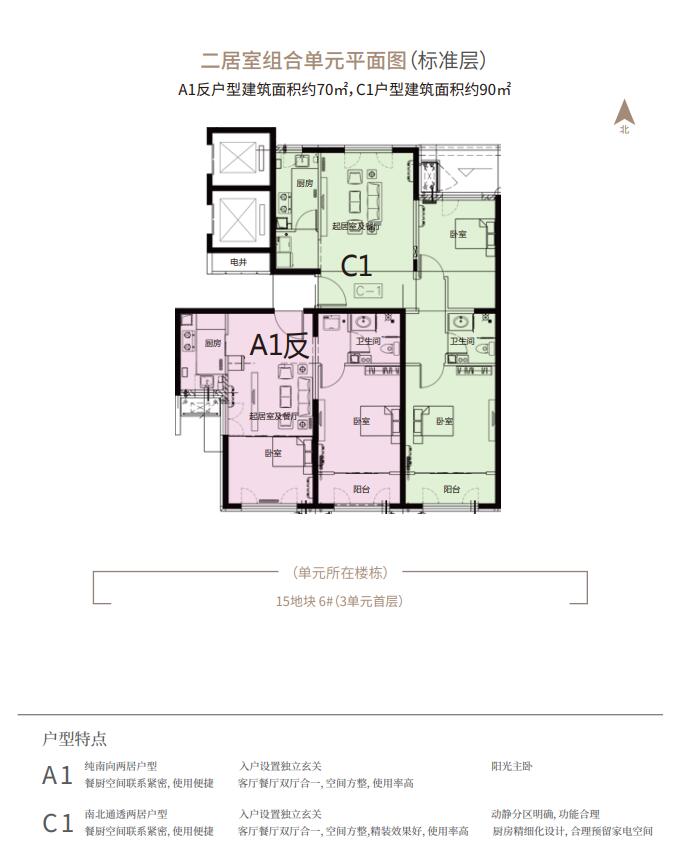 二居室组合单元平面图(标准层)
A1反户型建筑面积约70㎡, C1户型建筑面积约90㎡
北
厨房
起居室及餐厅
卧室
电井
C1
C-1
厨房
A1反
卫生间
卫生间
起居室及餐厅
卧室
卧室
卧室
阳台
阳台
(单元所在楼栋)
15地块 6#(3单元首层)
户型特点
A1 纯南向两居户型 入户设置独立玄关 阳光主卧
餐厨空间联系紧密, 使用便捷 客厅餐厅双厅合一, 空间方整, 使用率高
C1 南北通透两居户型 入户设置独立玄关 动静分区明确, 功能合理
餐厨空间联系紧密, 使用便捷 客厅餐厅双厅合一, 空间方整,精装效果好, 使用率高 厨房精细化设计, 合理预留家电空间